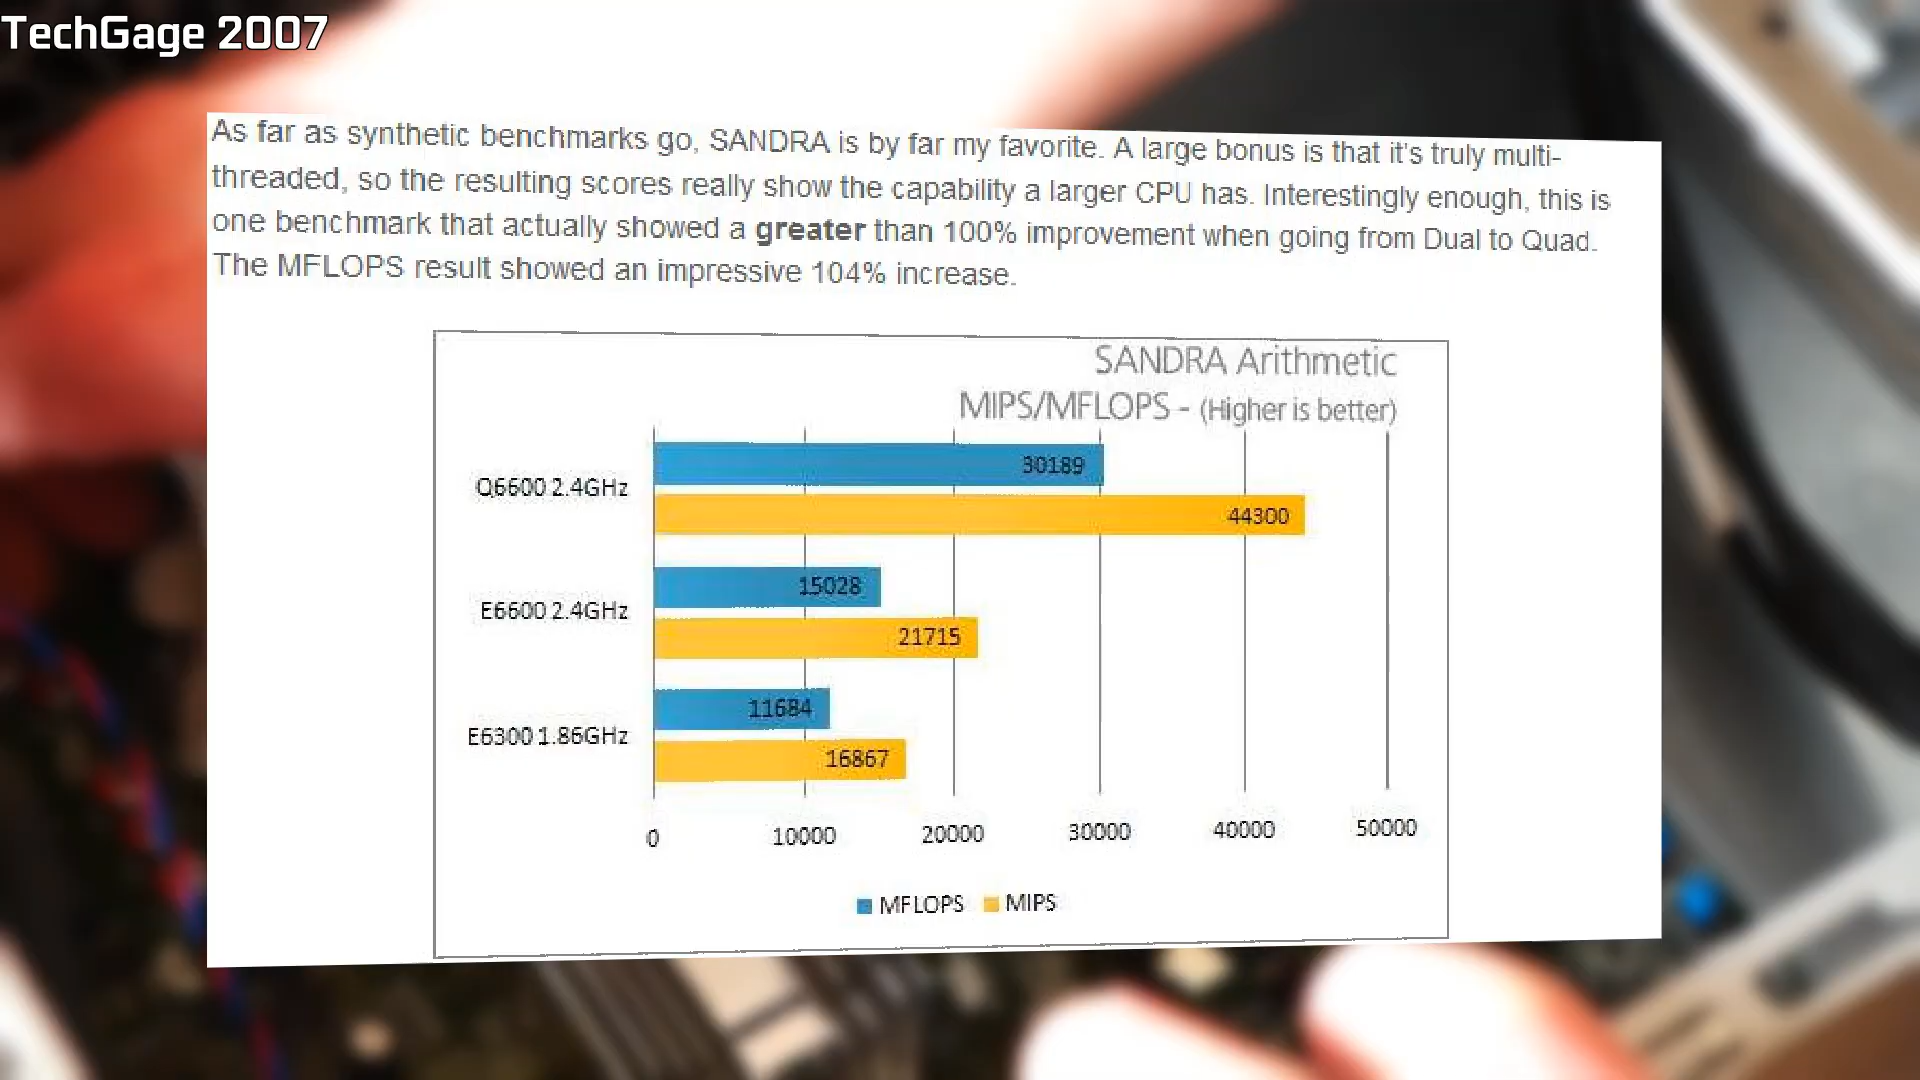 TechGage 2007
As far as synthetic benchmarks go, SANDRA is by far my favorite. A large bonus is that it's truly multi-
threaded, so the resulting scores really show the capability a larger CPU has. Interestingly enough, this is
one benchmark that actually showed a greater than 100% improvement when going from Dual to Quad.
The MFLOPS result showed an impressive 104% increase.
SANDRA Arithmetic
MIPS/MFLOPS - (Higher is better)
Q6600 2.4GHz
30189
44300
E6600 2.4GHz
15028
21715
E6300 1.86GHz
11684
16867
0 10000 20000 30000 40000 50000
MFLOPS MIPS